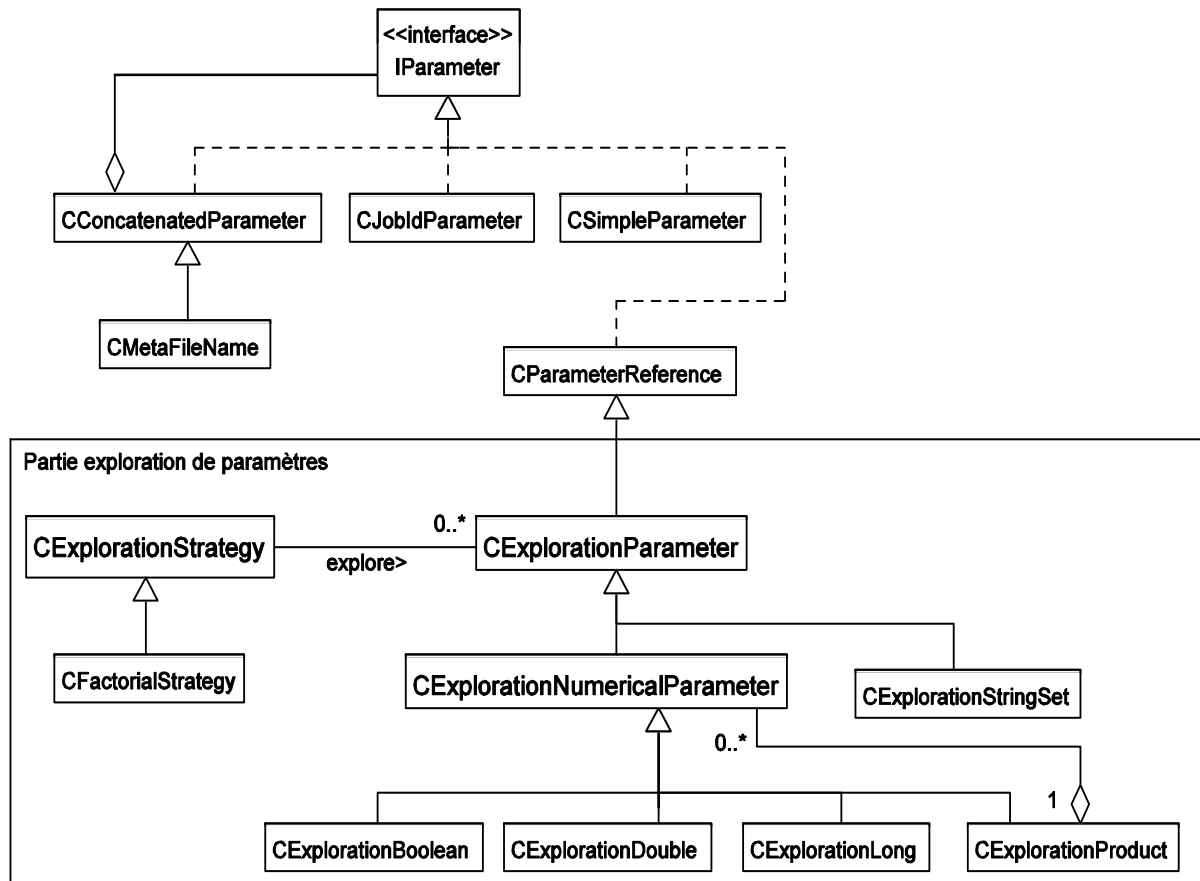 <<interface>>
IParameter
CConcatenatedParameter
CJobIdParameter
CSimpleParameter
CMetaFileName
CParameterReference
Partie exploration de paramètres
CExplorationStrategy
explore>
0..*
CExplorationParameter
CFactorialStrategy
CExplorationNumericalParameter
CExplorationStringSet
0..*
1
CExplorationBoolean
CExplorationDouble
CExplorationLong
CExplorationProduct